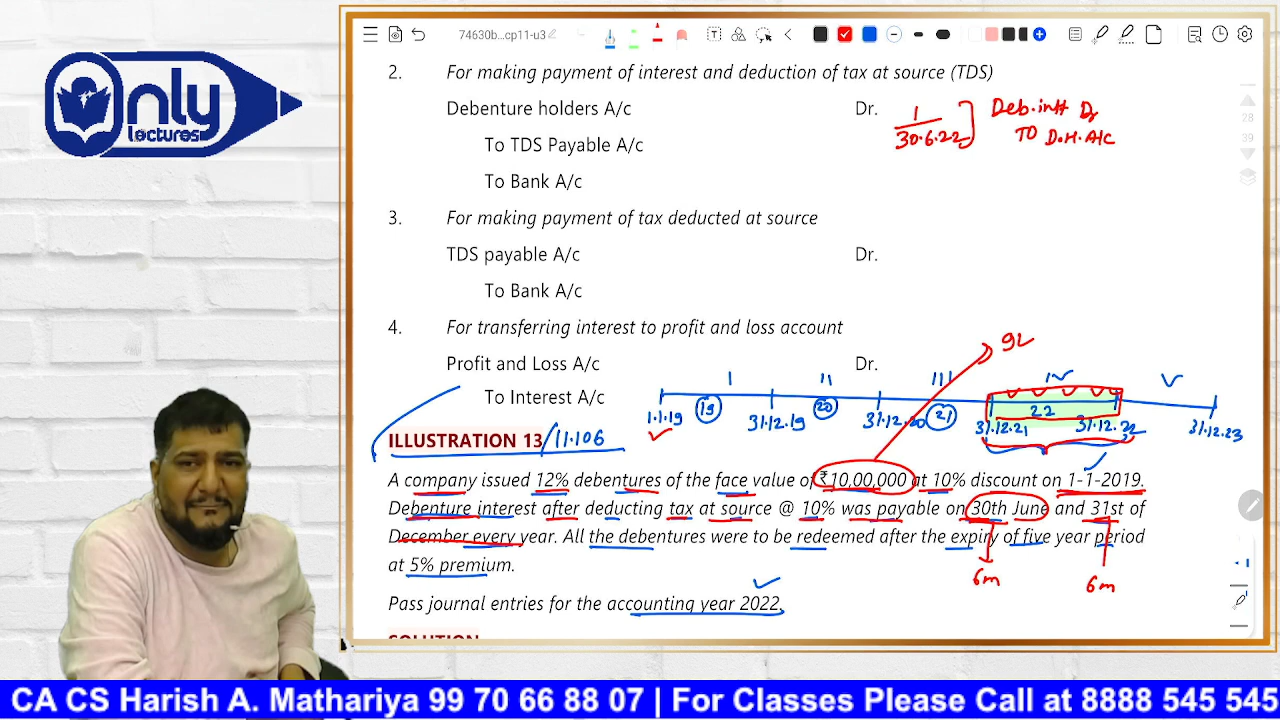 Only
lectures
74630b...cp11-u3
2. For making payment of interest and deduction of tax at source (TDS)
Debenture holders A/c Dr.
To TDS Payable A/c
To Bank A/c
1
30.6.22
Deb.intt Dr
TO D.H.A/C
28
39
3. For making payment of tax deducted at source
TDS payable A/c Dr.
To Bank A/c
4. For transferring interest to profit and loss account
Profit and Loss A/c Dr.
To Interest A/c
9L
I II III IV V
19 20 21 22
1.1.19 31.12.19 31.12.20 31.12.21 31.12.22 31.12.23
ILLUSTRATION 13 /11.106
A company issued 12% debentures of the face value of ₹10,00,000 at 10% discount on 1-1-2019.
Debenture interest after deducting tax at source @ 10% was payable on 30th June and 31st of
December every year. All the debentures were to be redeemed after the expiry of five year period
at 5% premium.
6m 6m
Pass journal entries for the accounting year 2022.
SOLUTION
CA CS Harish A. Mathariya 99 70 66 88 07 | For Classes Please Call at 8888 545 545